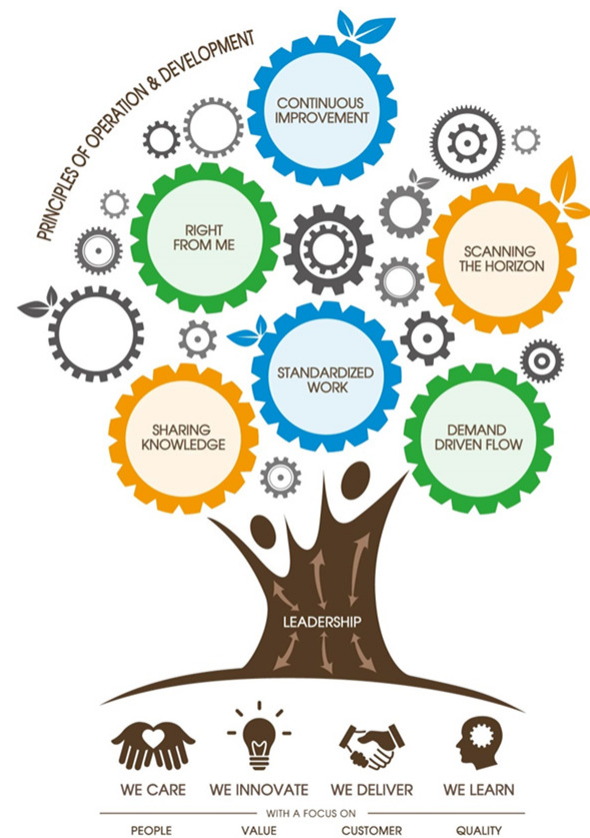 PRINCIPLES OF OPERATION & DEVELOPMENT
CONTINUOUS
IMPROVEMENT
RIGHT
FROM ME
SCANNING
THE HORIZON
STANDARDIZED
WORK
SHARING
KNOWLEDGE
DEMAND
DRIVEN FLOW
LEADERSHIP
WE CARE WE INNOVATE WE DELIVER WE LEARN
WITH A FOCUS ON
PEOPLE VALUE CUSTOMER QUALITY